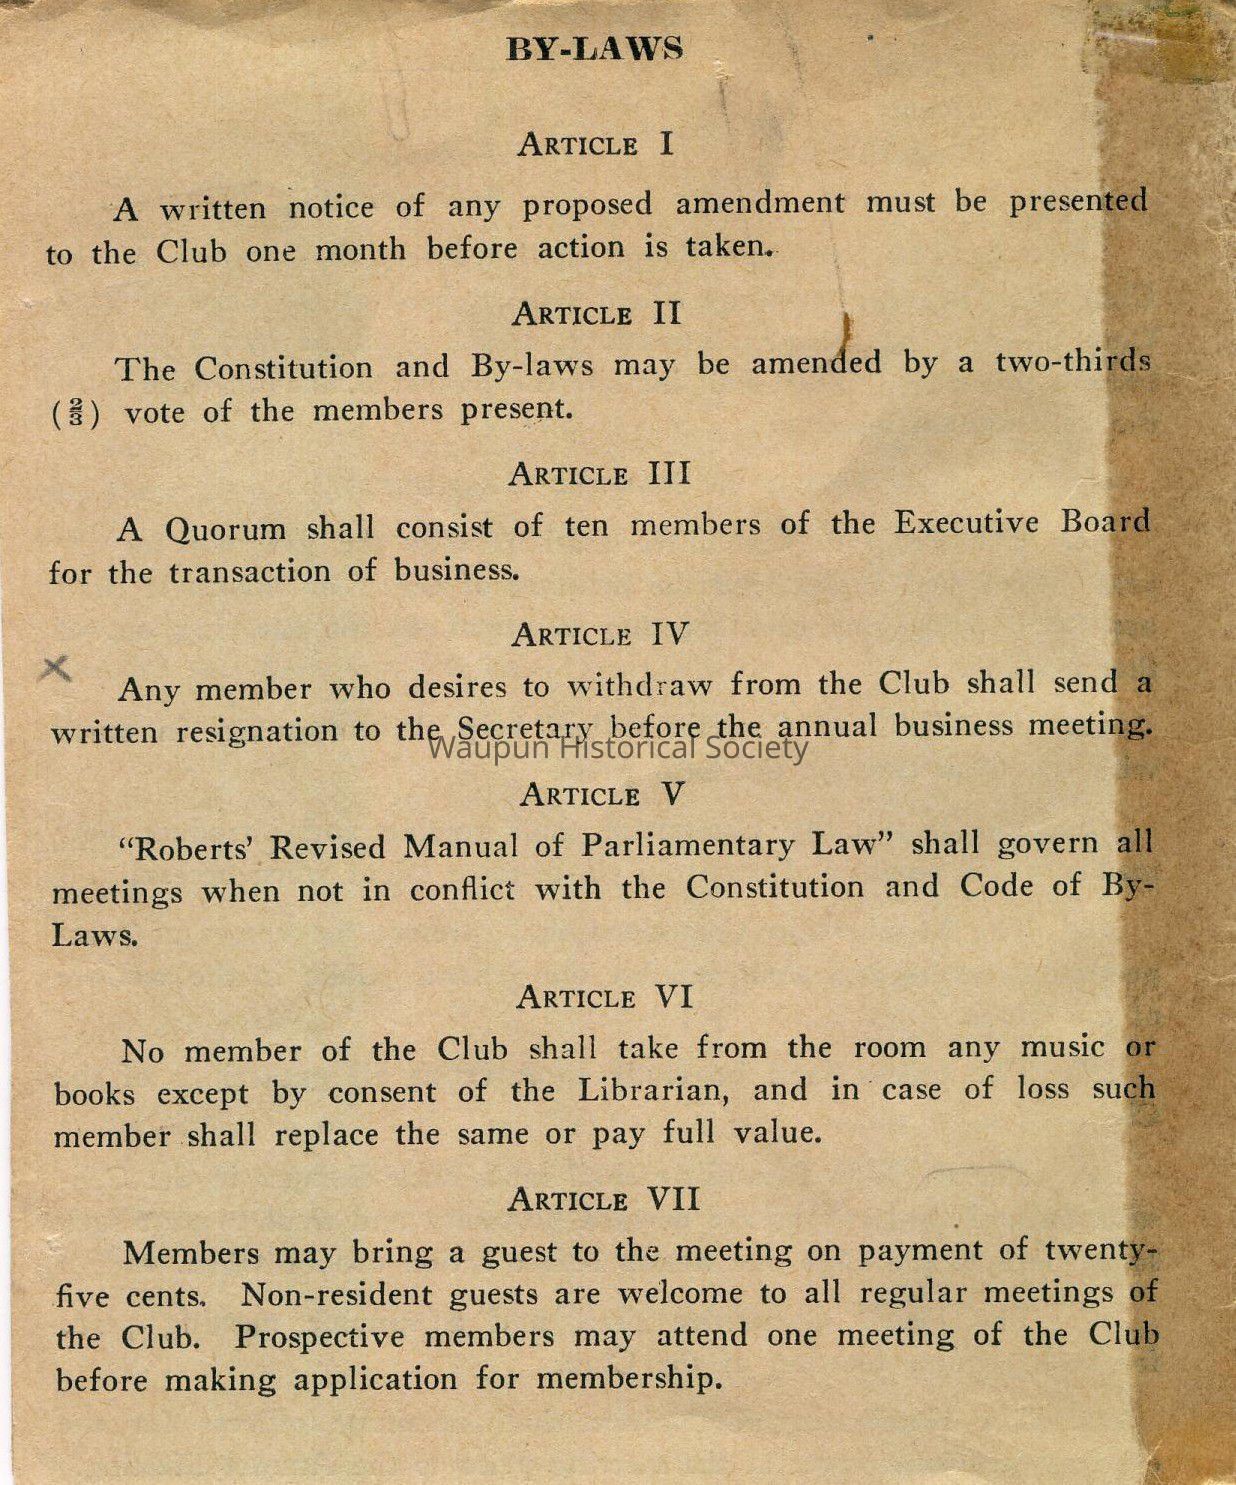 BY-LAWS
ARTICLE I
A written notice of any proposed amendment must be presented
to the Club one month before action is taken.
ARTICLE II
The Constitution and By-laws may be amended by a two-thirds
(⅔) vote of the members present.
ARTICLE III
A Quorum shall consist of ten members of the Executive Board
for the transaction of business.
ARTICLE IV
X
Any member who desires to withdraw from the Club shall send a
written resignation to the Secretary before the annual business meeting.
Waupun Historical Society
ARTICLE V
“Roberts’ Revised Manual of Parliamentary Law” shall govern all
meetings when not in conflict with the Constitution and Code of By-
Laws.
ARTICLE VI
No member of the Club shall take from the room any music or
books except by consent of the Librarian, and in case of loss such
member shall replace the same or pay full value.
ARTICLE VII
Members may bring a guest to the meeting on payment of twenty-
five cents. Non-resident guests are welcome to all regular meetings of
the Club. Prospective members may attend one meeting of the Club
before making application for membership.